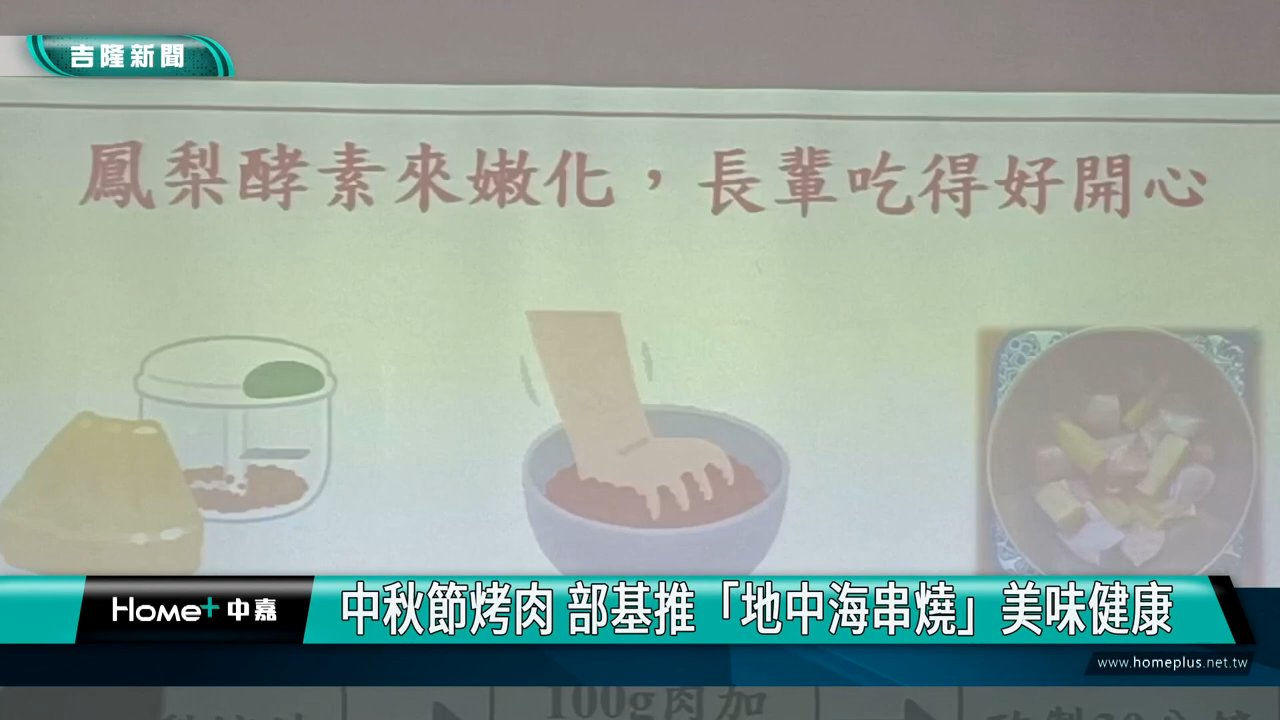 吉隆新聞
鳳梨酵素來嫩化，長輩吃得好開心
Home+中嘉
中秋節烤肉 部基推「地中海串燒」美味健康
www.homeplus.net.tw
100g肉加